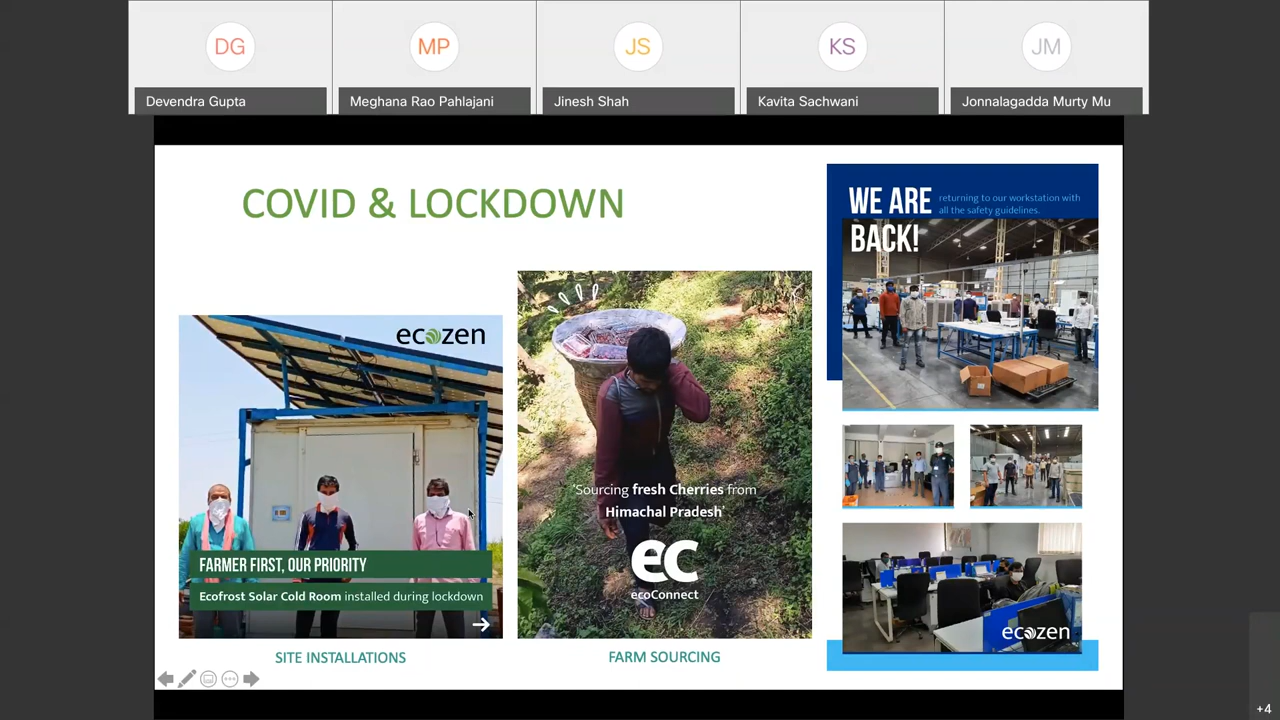 DG
MP
JS
KS
JM
Devendra Gupta
Meghana Rao Pahlajani
Jinesh Shah
Kavita Sachwani
Jonnalagadda Murty Mu
COVID & LOCKDOWN
ecozen
FARMER FIRST, OUR PRIORITY
Ecofrost Solar Cold Room installed during lockdown
SITE INSTALLATIONS
'Sourcing fresh Cherries from
Himachal Pradesh'
ec
ecoConnect
FARM SOURCING
WE ARE
BACK!
returning to our workstation with
all the safety guidelines.
ecozen
+4